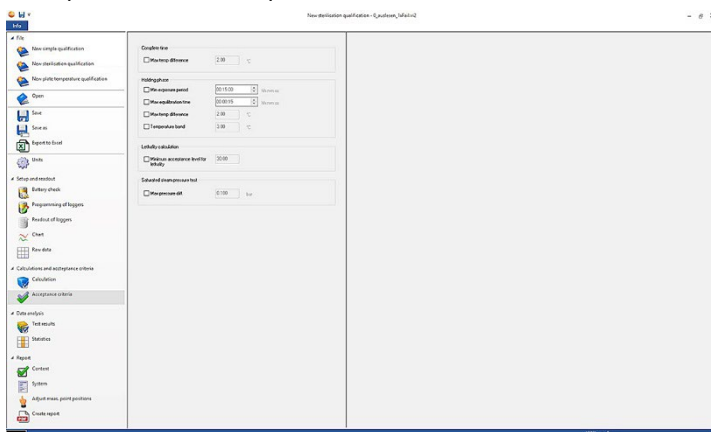 New sterilisation qualification - 0_auslesen_1xFail.vi2
Info
File
New simple qualification
New sterilisation qualification
New plate temperature qualification
Open
Save
Save as
Export to Excel
Units
Setup and readout
Battery check
Programming of loggers
Readout of loggers
Chart
Raw data
Calculations and acceptance criteria
Calculation
Acceptance criteria
Data analysis
Test results
Statistics
Report
Content
System
Adjust meas. point positions
Create report
Complete time
Max temp difference 2.00 °C
Holding phase
Min exposure period 00:15:00
Max equilibration time 00:00:15
Max temp difference 2.00 °C
Temperature band 3.00 °C
Lethality calculation
Minimum acceptance level for
lethality
30.00
Saturated steam pressure test
Max pressure diff 0.100 bar